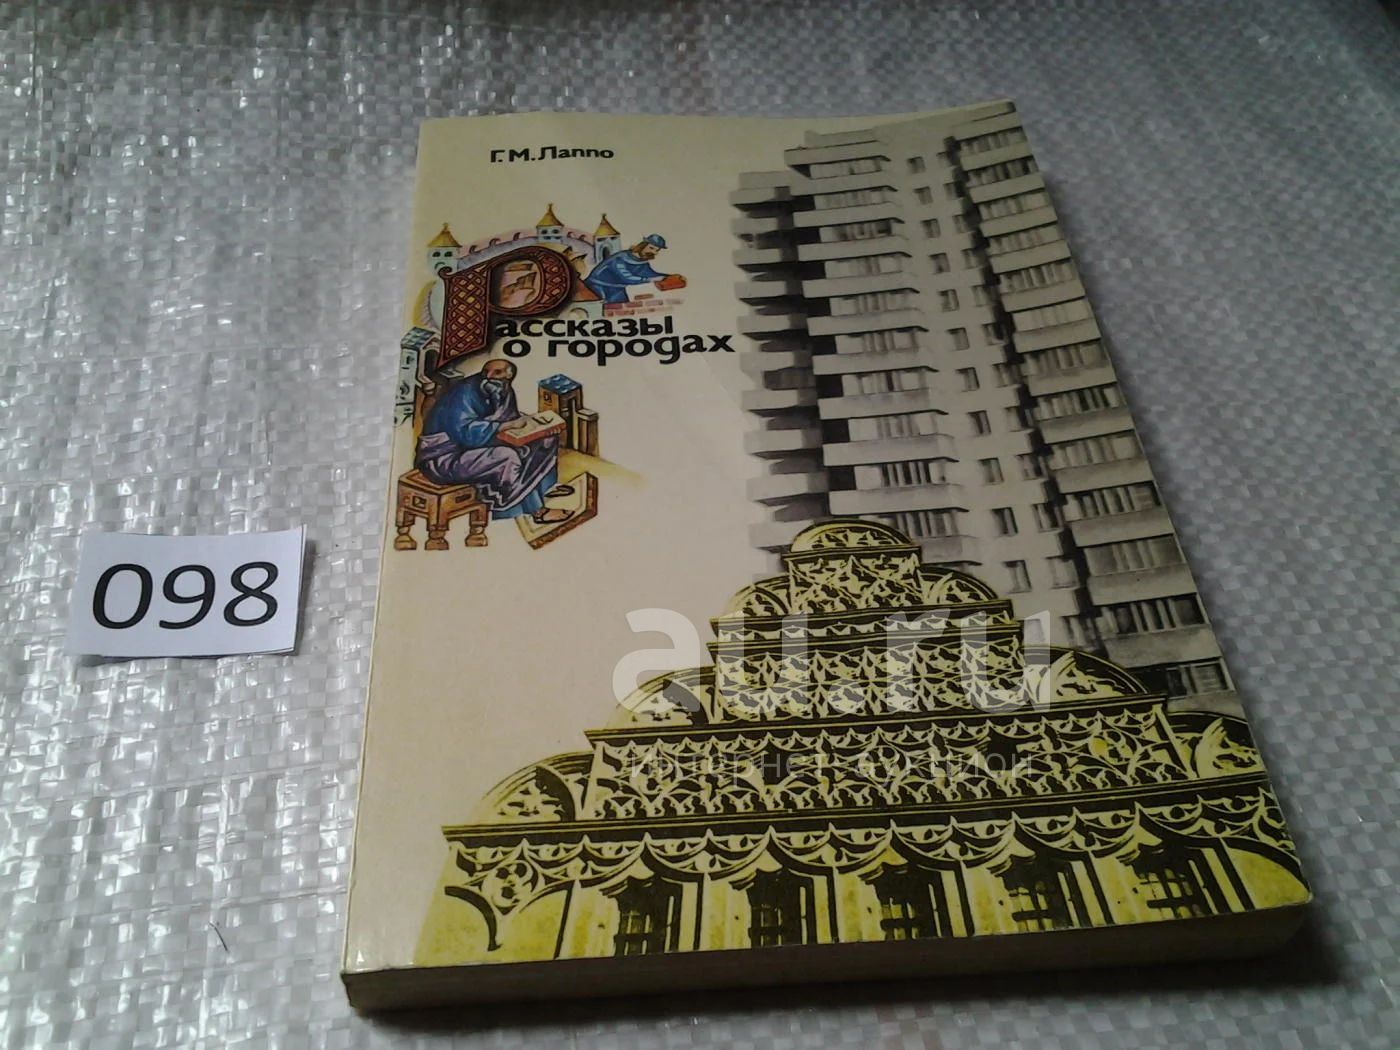 Г.М.Лаппо
Рассказы
о городах
098
au.ru
интернет аукцион